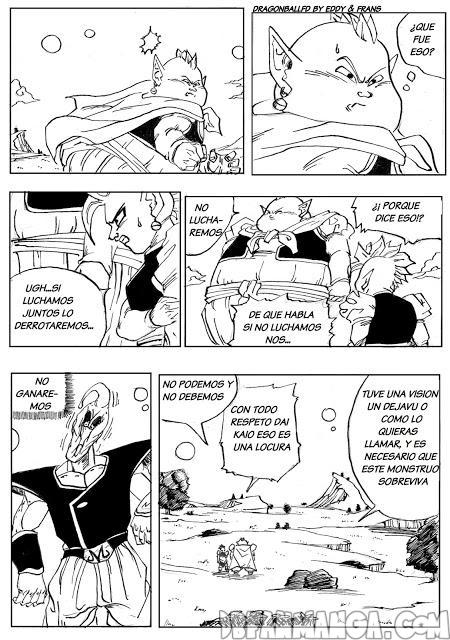 DRAGONBALLFD BY EDDY & FRANS
¿QUE
FUE
ESO?
UGH...SI
LUCHAMOS
JUNTOS LO
DERROTAREMOS...
NO
LUCHA-
REMOS
¿¡ PORQUE
DICE ESO!?
DE QUE HABLA
SI NO LUCHAMOS
NOS...
NO
GANARE-
MOS
NO PODEMOS Y
NO DEBEMOS
CON TODO
RESPETO DAI
KAIO ESO ES
UNA LOCURA
TUVE UNA VISION
UN DEJAVU O
COMO LO
QUIERAS
LLAMAR, Y ES
NECESARIO QUE
ESTE MONSTRUO
SOBREVIVA